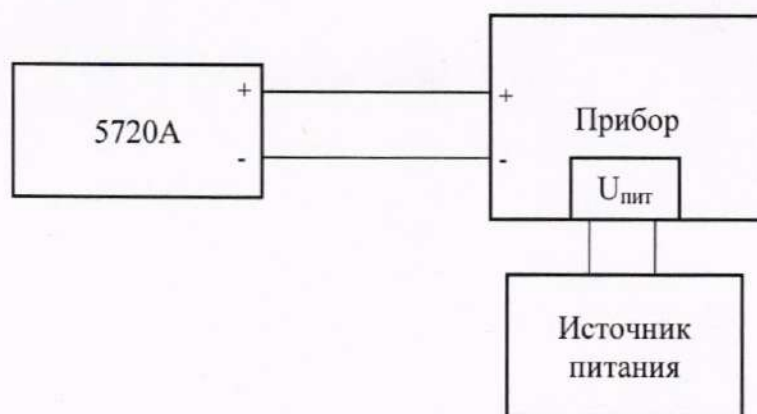 5720A
+
-
+
-
Прибор
Uпит
Источник
питания